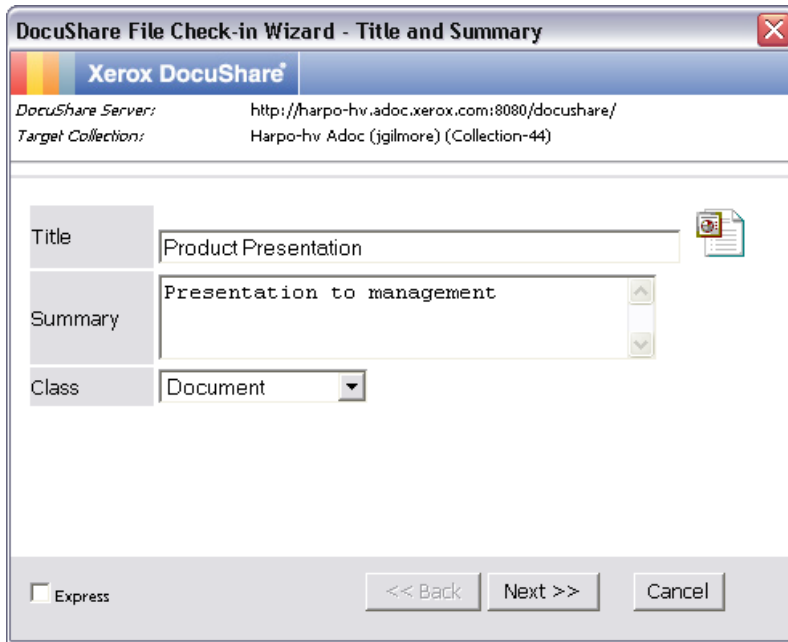 DocuShare File Check-in Wizard - Title and Summary
Xerox DocuShare
DocuShare Server: http://harpo-hv.adoc.xerox.com:8080/docushare/
Target Collection: Harpo-hv Adoc (jgilmore) (Collection-44)
Title Product Presentation
Summary Presentation to management
Class Document
Express << Back Next >> Cancel